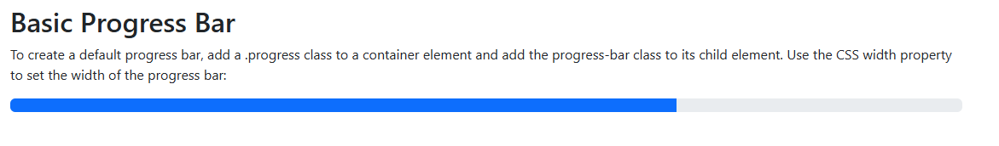 Basic Progress Bar
To create a default progress bar, add a .progress class to a container element and add the progress-bar class to its child element. Use the CSS width property
to set the width of the progress bar: